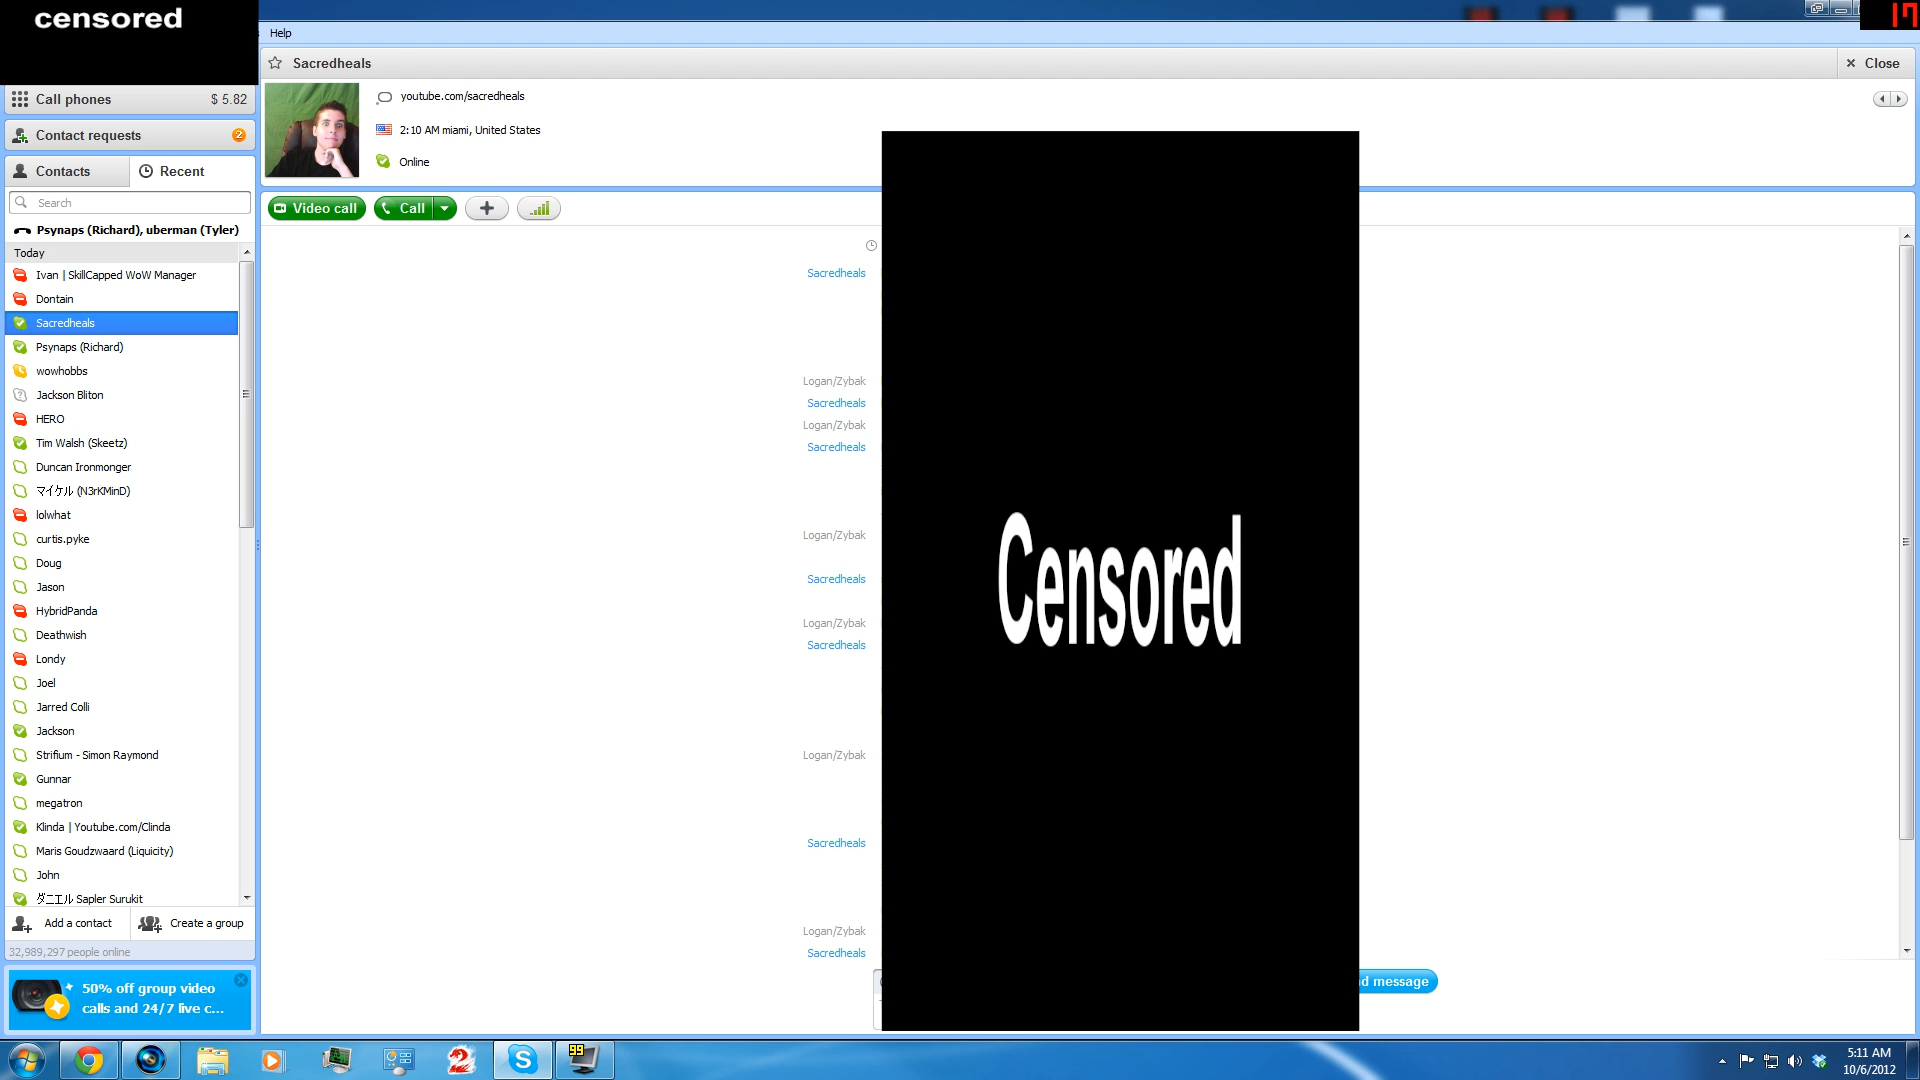 censored
17
Help
Sacredheals
Close
youtube.com/sacredheals
2:10 AM miami, United States
Online
Call phones
$ 5.82
Contact requests
2
Contacts
Recent
Search
Psynaps (Richard), uberman (Tyler)
Today
Ivan | SkillCapped WoW Manager
Dontain
Sacredheals
Psynaps (Richard)
wowhobbs
Jackson Bliton
HERO
Tim Walsh (Skeetz)
Duncan Ironmonger
マイケル (N3rKMinD)
lolwhat
curtis.pyke
Doug
Jason
HybridPanda
Deathwish
Londy
Joel
Jarred Colli
Jackson
Strifium - Simon Raymond
Gunnar
megatron
Klinda | Youtube.com/Clinda
Maris Goudzwaard (Liquicity)
John
ダニエル Sapler Surukit
Add a contact
Create a group
32,989,297 people online
50% off group video
calls and 24/7 live c...
Video call
Call
Sacredheals
Logan/Zybak
Sacredheals
Logan/Zybak
Sacredheals
Logan/Zybak
Sacredheals
Logan/Zybak
Sacredheals
Logan/Zybak
Sacredheals
Logan/Zybak
Sacredheals
Censored
d message
99
5:11 AM
10/6/2012